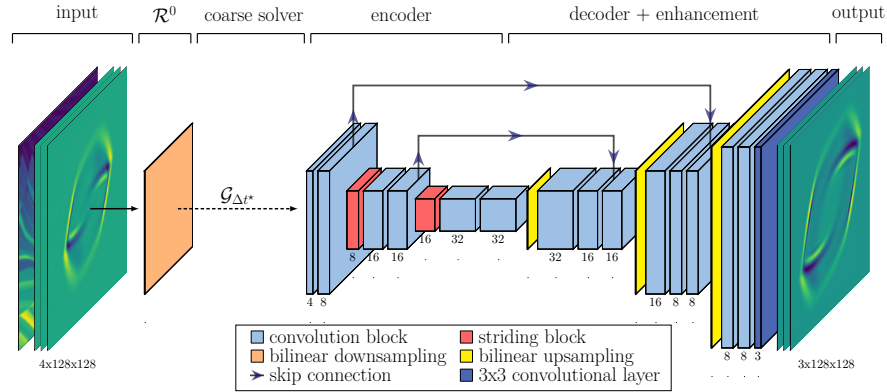 input
R⁰
coarse solver
encoder
decoder + enhancement
output
G_Δt⋆
4 8
8 16 16
16 32 32
32 16 16
16 8 8
8 8 3
4x128x128
3x128x128
convolution block
striding block
bilinear downsampling
bilinear upsampling
skip connection
3x3 convolutional layer